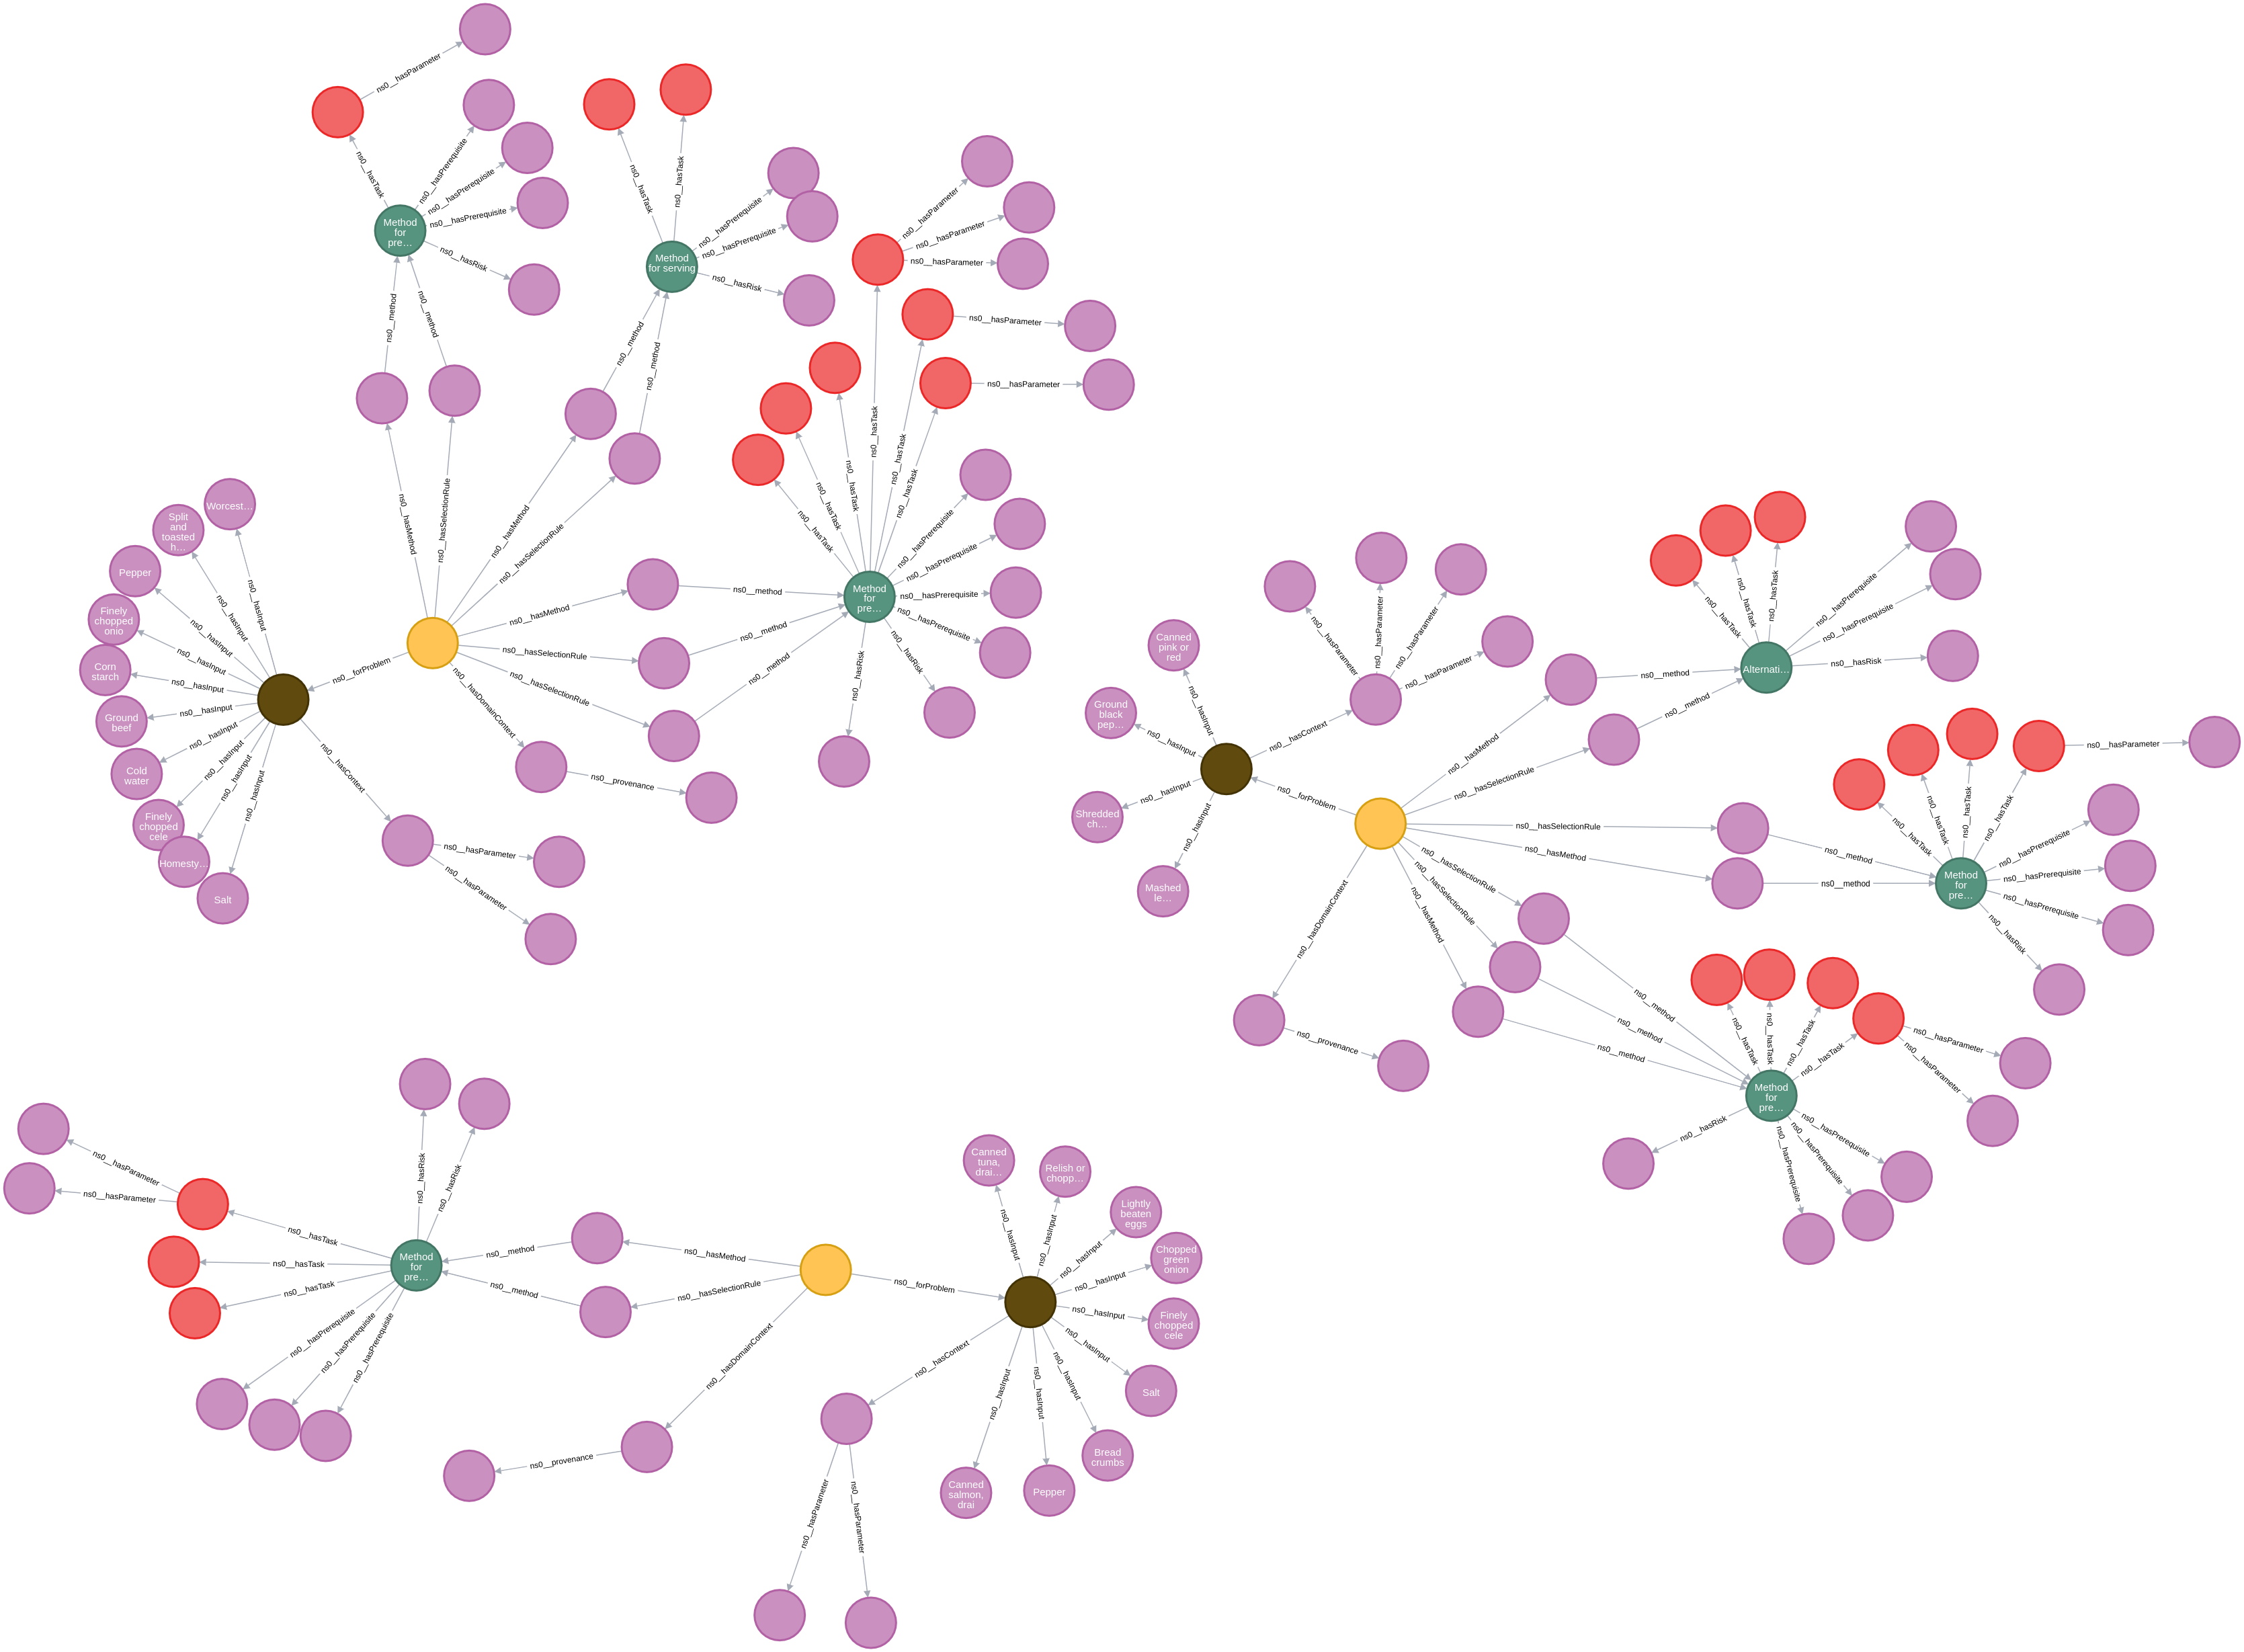 ns0__hasParameter
ns0__hasTask
ns0__hasPrerequisite
ns0__hasPrerequisite
ns0__hasPrerequisite
ns0__hasRisk
Method
for
pre…
ns0__method
ns0__method
ns0__hasTask
ns0__hasTask
ns0__hasPrerequisite
ns0__hasPrerequisite
ns0__hasRisk
Method
for serving
ns0__method
ns0__method
ns0__hasParameter
ns0__hasParameter
ns0__hasParameter
ns0__hasParameter
ns0__hasParameter
ns0__hasTask
ns0__hasTask
ns0__hasTask
ns0__hasTask
ns0__hasTask
ns0__hasTask
ns0__hasPrerequisite
ns0__hasPrerequisite
ns0__hasPrerequisite
ns0__hasPrerequisite
ns0__hasRisk
ns0__hasRisk
Method
for
pre…
ns0__method
ns0__method
ns0__method
ns0__hasMethod
ns0__hasSelectionRule
ns0__hasMethod
ns0__hasSelectionRule
ns0__hasMethod
ns0__hasSelectionRule
ns0__hasSelectionRule
ns0__hasDomainContext
ns0__provenance
ns0__forProblem
Worcest…
Split
and
toasted
h…
Pepper
Finely
chopped
onio
Corn
starch
Ground
beef
Cold
water
Finely
chopped
cele
Homesty…
Salt
ns0__hasInput
ns0__hasInput
ns0__hasInput
ns0__hasInput
ns0__hasInput
ns0__hasInput
ns0__hasInput
ns0__hasInput
ns0__hasInput
ns0__hasInput
ns0__hasContext
ns0__hasParameter
ns0__hasParameter
Canned
pink or
red
Ground
black
pep…
Shredded
ch…
Mashed
le…
ns0__hasInput
ns0__hasInput
ns0__hasInput
ns0__hasInput
ns0__hasContext
ns0__hasParameter
ns0__hasParameter
ns0__hasParameter
ns0__hasParameter
ns0__forProblem
ns0__hasMethod
ns0__hasSelectionRule
ns0__hasSelectionRule
ns0__hasMethod
ns0__hasSelectionRule
ns0__hasSelectionRule
ns0__hasMethod
ns0__hasDomainContext
ns0__provenance
ns0__method
ns0__method
Alternati…
ns0__hasTask
ns0__hasTask
ns0__hasTask
ns0__hasPrerequisite
ns0__hasPrerequisite
ns0__hasRisk
ns0__method
ns0__method
Method
for
pre…
ns0__hasTask
ns0__hasTask
ns0__hasTask
ns0__hasTask
ns0__hasParameter
ns0__hasPrerequisite
ns0__hasPrerequisite
ns0__hasPrerequisite
ns0__hasRisk
ns0__method
ns0__method
ns0__method
Method
for
pre…
ns0__hasTask
ns0__hasTask
ns0__hasTask
ns0__hasTask
ns0__hasParameter
ns0__hasParameter
ns0__hasRisk
ns0__hasPrerequisite
ns0__hasPrerequisite
ns0__hasPrerequisite
ns0__hasParameter
ns0__hasParameter
ns0__hasRisk
ns0__hasRisk
ns0__hasTask
ns0__hasTask
ns0__hasTask
Method
for
pre…
ns0__hasPrerequisite
ns0__hasPrerequisite
ns0__hasPrerequisite
ns0__method
ns0__method
ns0__hasMethod
ns0__hasSelectionRule
ns0__forProblem
ns0__hasDomainContext
ns0__provenance
Canned
tuna,
drai…
Relish or
chopp…
Lightly
beaten
eggs
Chopped
green
onion
Finely
chopped
cele
Salt
Bread
crumbs
Pepper
Canned
salmon,
drai
ns0__hasInput
ns0__hasInput
ns0__hasInput
ns0__hasInput
ns0__hasInput
ns0__hasInput
ns0__hasInput
ns0__hasInput
ns0__hasInput
ns0__hasContext
ns0__hasParameter
ns0__hasParameter